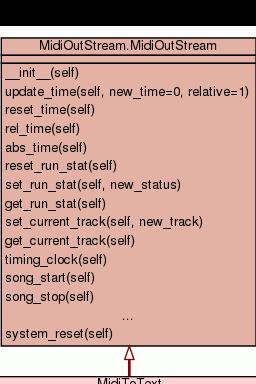 MidiOutStream.MidiOutStream
__init__(self)
update_time(self, new_time=0, relative=1)
reset_time(self)
rel_time(self)
abs_time(self)
reset_run_stat(self)
set_run_stat(self, new_status)
get_run_stat(self)
set_current_track(self, new_track)
get_current_track(self)
timing_clock(self)
song_start(self)
song_stop(self)
...
system_reset(self)
MidiToText